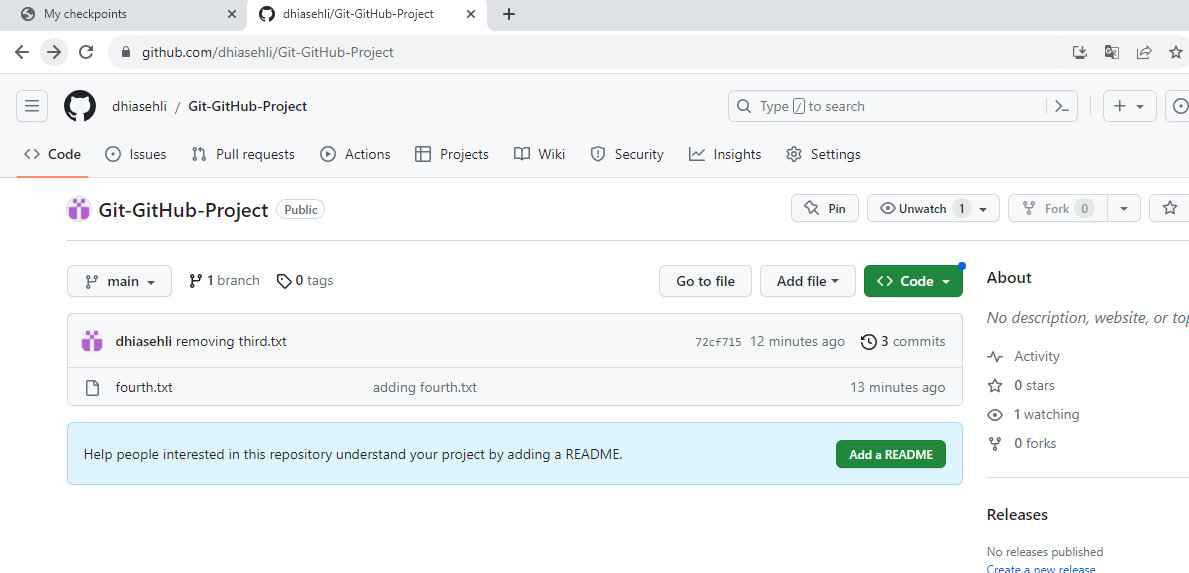 My checkpoints
dhiasehli/Git-GitHub-Project
github.com/dhiasehli/Git-GitHub-Project
dhiasehli / Git-GitHub-Project
Type / to search
Code Issues Pull requests Actions Projects Wiki Security Insights Settings
Git-GitHub-Project Public
Pin Unwatch 1 Fork 0
main 1 branch 0 tags Go to file Add file Code
dhiasehli removing third.txt 72cf715 12 minutes ago 3 commits
fourth.txt adding fourth.txt 13 minutes ago
Help people interested in this repository understand your project by adding a README. Add a README
About
No description, website, or
Activity
0 stars
1 watching
0 forks
Releases
No releases published
Create a new release